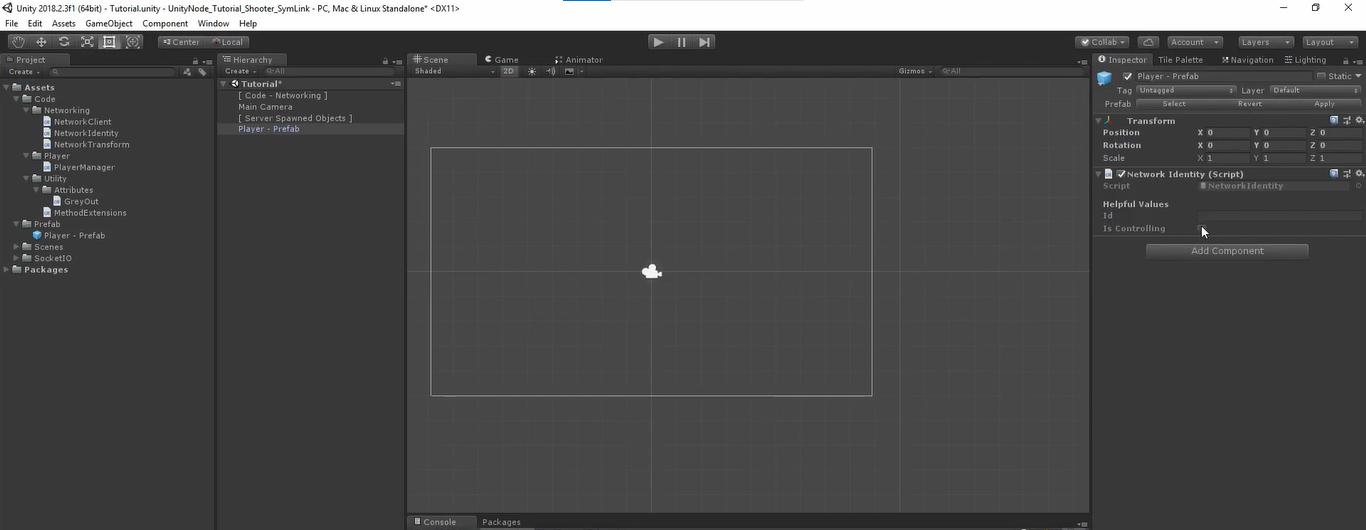 Unity 2018.2.3f1 (64bit) - Tutorial.unity - UnityNode_Tutorial_Shooter_SymLink - PC, Mac & Linux Standalone* <DX11>
File Edit Assets GameObject Component Window Help
Center Local Collab Account Layers Layout
Project
Create
Assets
Code
Networking
NetworkClient
NetworkIdentity
NetworkTransform
Player
PlayerManager
Utility
Attributes
GreyOut
MethodExtensions
Prefab
Player - Prefab
Scenes
SocketIO
Packages
Hierarchy
Create All
Tutorial*
[ Code - Networking ]
Main Camera
[ Server Spawned Objects ]
Player - Prefab
Scene Game Animator
Shaded 2D Gizmos All
Console Packages
Inspector Tile Palette Navigation Lighting
Player - Prefab Static
Tag Untagged Layer Default
Prefab Select Revert Apply
Transform
Position X 0 Y 0 Z 0
Rotation X 0 Y 0 Z 0
Scale X 1 Y 1 Z 1
Network Identity (Script)
Script NetworkIdentity
Helpful Values
Id
Is Controlling
Add Component